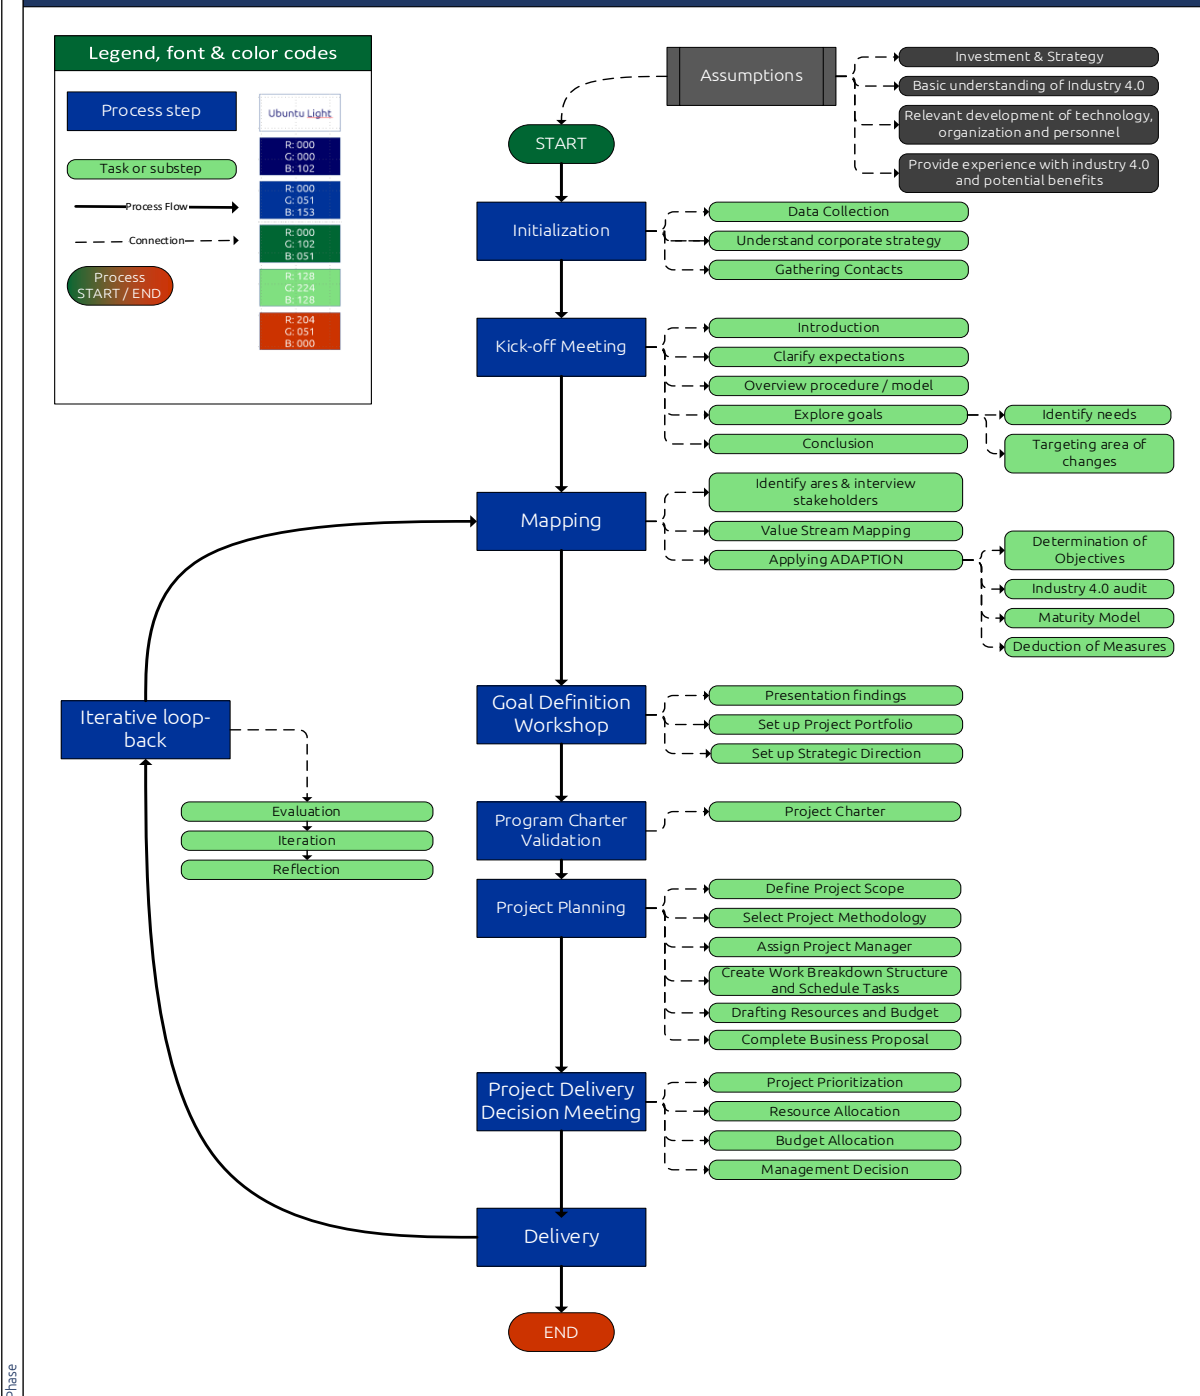 Legend, font & color codes
Process step
Ubuntu Light
R: 000
G: 000
B: 102
Task or substep
R: 000
G: 051
B: 153
Process Flow
Connection
R: 000
G: 102
B: 051
Process
START / END
R: 128
G: 224
B: 128
R: 204
G: 051
B: 000
Assumptions
Investment & Strategy
Basic understanding of Industry 4.0
Relevant development of technology,
organization and personnel
Provide experience with industry 4.0
and potential benefits
START
Initialization
Data Collection
Understand corporate strategy
Gathering Contacts
Kick-off Meeting
Introduction
Clarify expectations
Overview procedure / model
Explore goals
Conclusion
Identify needs
Targeting area of
changes
Mapping
Identify ares & interview
stakeholders
Value Stream Mapping
Applying ADAPTION
Determination of
Objectives
Industry 4.0 audit
Maturity Model
Deduction of Measures
Goal Definition
Workshop
Presentation findings
Set up Project Portfolio
Set up Strategic Direction
Iterative loop-
back
Evaluation
Iteration
Reflection
Program Charter
Validation
Project Charter
Project Planning
Define Project Scope
Select Project Methodology
Assign Project Manager
Create Work Breakdown Structure
and Schedule Tasks
Drafting Resources and Budget
Complete Business Proposal
Project Delivery
Decision Meeting
Project Prioritization
Resource Allocation
Budget Allocation
Management Decision
Delivery
END
Phase